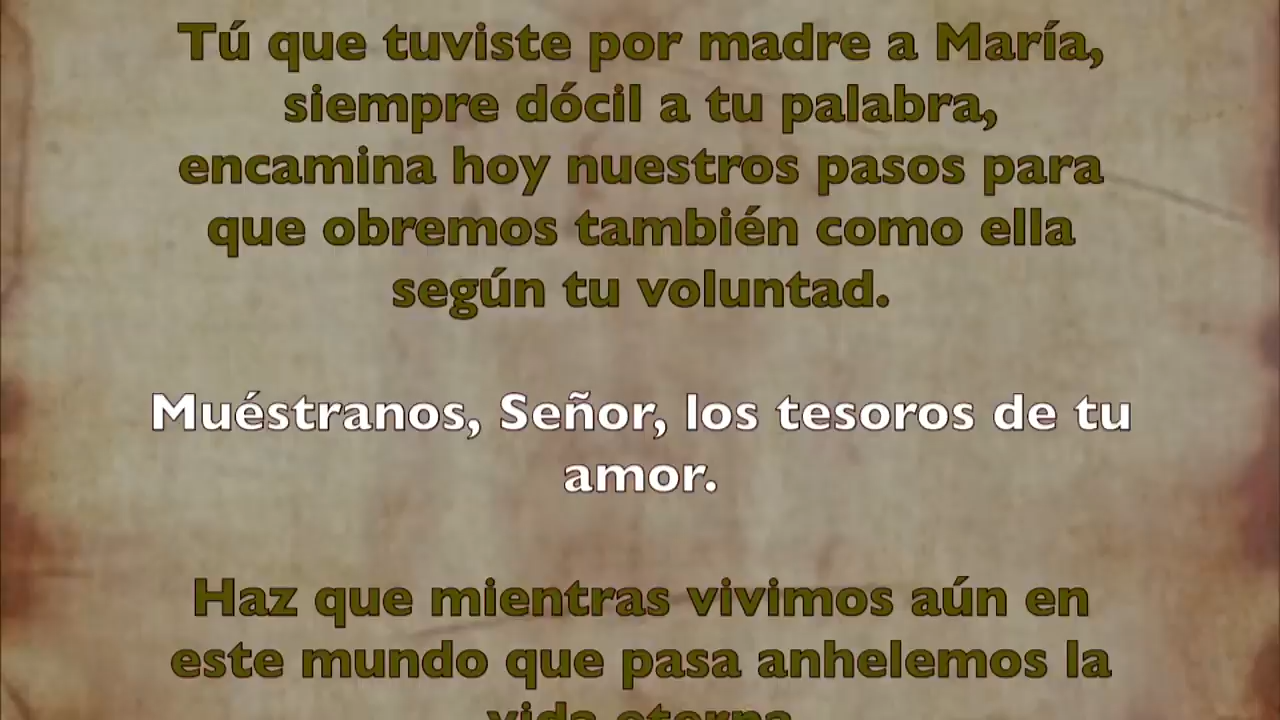 Tú que tuviste por madre a María,
siempre dócil a tu palabra,
encamina hoy nuestros pasos para
que obremos también como ella
según tu voluntad.
Muéstranos, Señor, los tesoros de tu
amor.
Haz que mientras vivimos aún en
este mundo que pasa anhelemos la
vida eterna